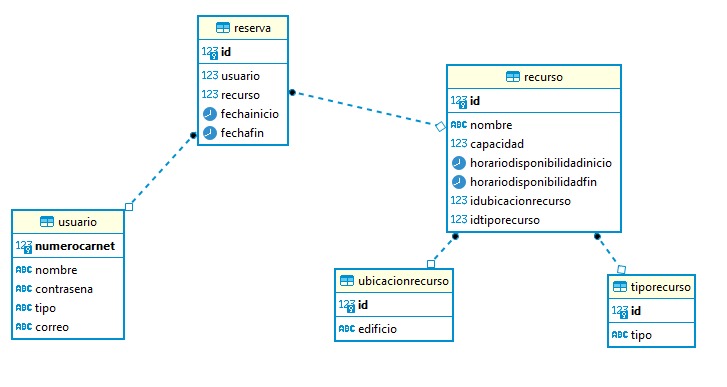 reserva
123 id
123 usuario
123 recurso
fechainicio
fechafin
recurso
123 id
ABC nombre
123 capacidad
horariodisponibilidadinicio
horariodisponibilidadfin
123 idubicacionrecurso
123 idtiporecurso
usuario
123 numerocarnet
ABC nombre
ABC contrasena
ABC tipo
ABC correo
ubicacionrecurso
123 id
ABC edificio
tiporecurso
123 id
ABC tipo